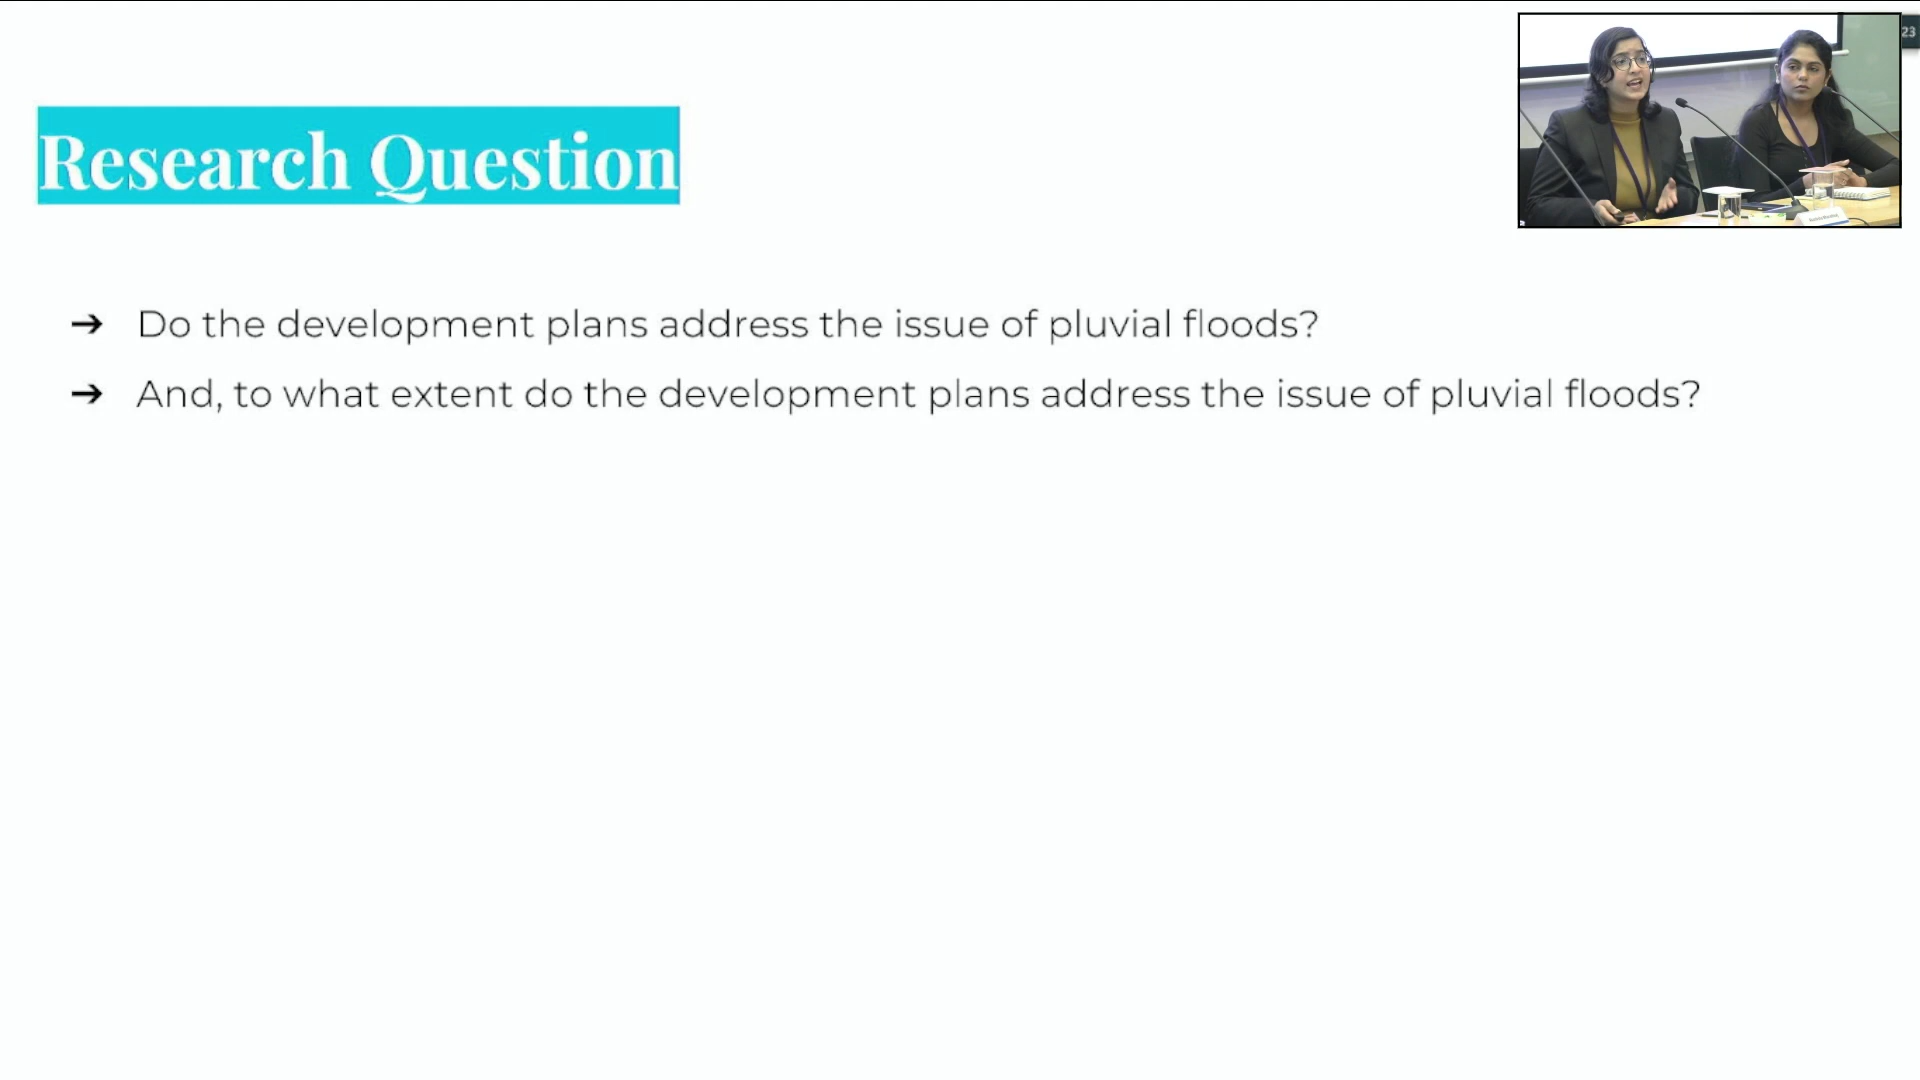 23
Research Question
➔ Do the development plans address the issue of pluvial floods?
➔ And, to what extent do the development plans address the issue of pluvial floods?